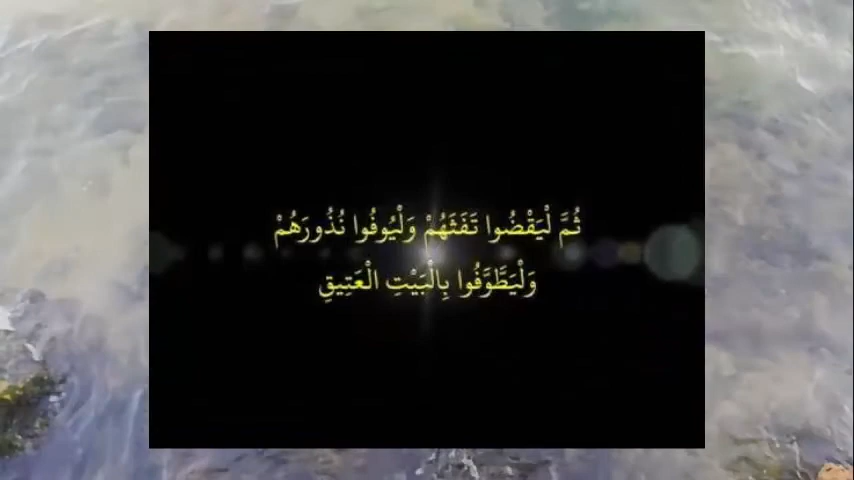 ثُمَّ لْيَقْضُوا تَفَثَهُمْ وَلْيُوفُوا نُذُورَهُمْ
وَلْيَطَّوَّفُوا بِالْبَيْتِ الْعَتِيقِ